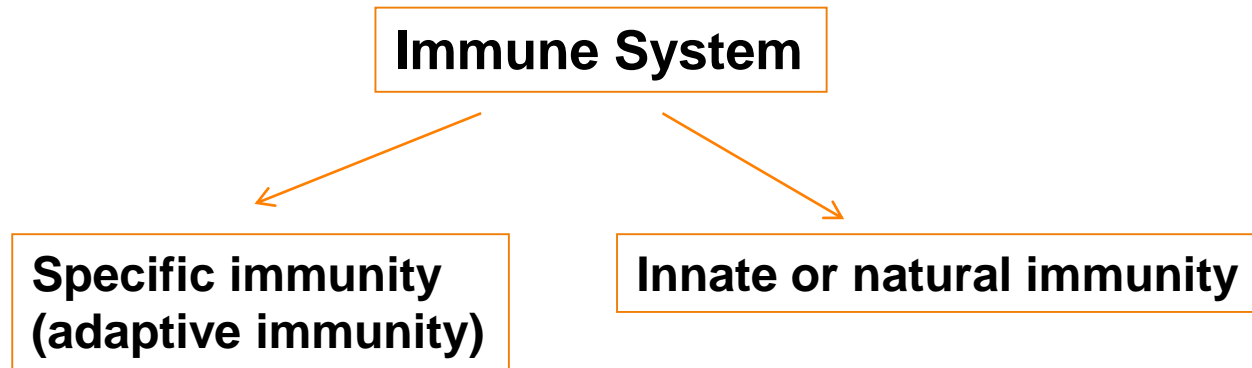 Immune System
Specific immunity
(adaptive immunity)
Innate or natural immunity